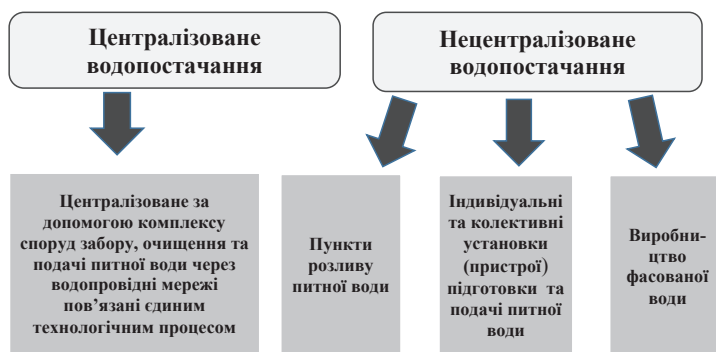 Централізоване
водопостачання
Нецентралізоване
водопостачання
Централізоване за
допомогою комплексу
споруд забору, очищення та
подачі питної води через
водопровідні мережі
пов’язані єдиним
технологічним процесом
Пункти
розливу
питної води
Індивідуальні
та колективні
установки
(пристрої)
підготовки та
подачі питної
води
Виробни-
цтво
фасованої
води